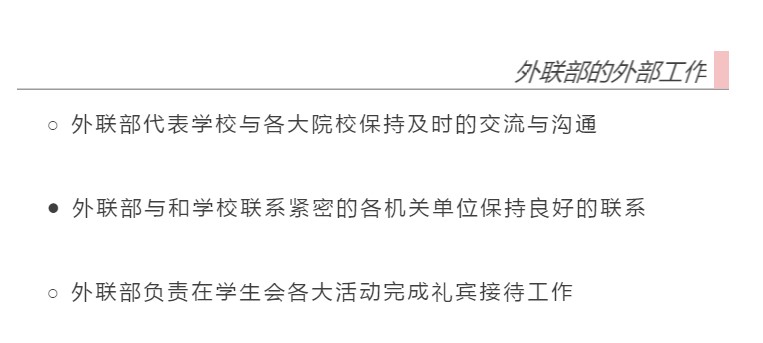 外联部的外部工作
○ 外联部代表学校与各大院校保持及时的交流与沟通
● 外联部与和学校联系紧密的各机关单位保持良好的联系
○ 外联部负责在学生会各大活动完成礼宾接待工作